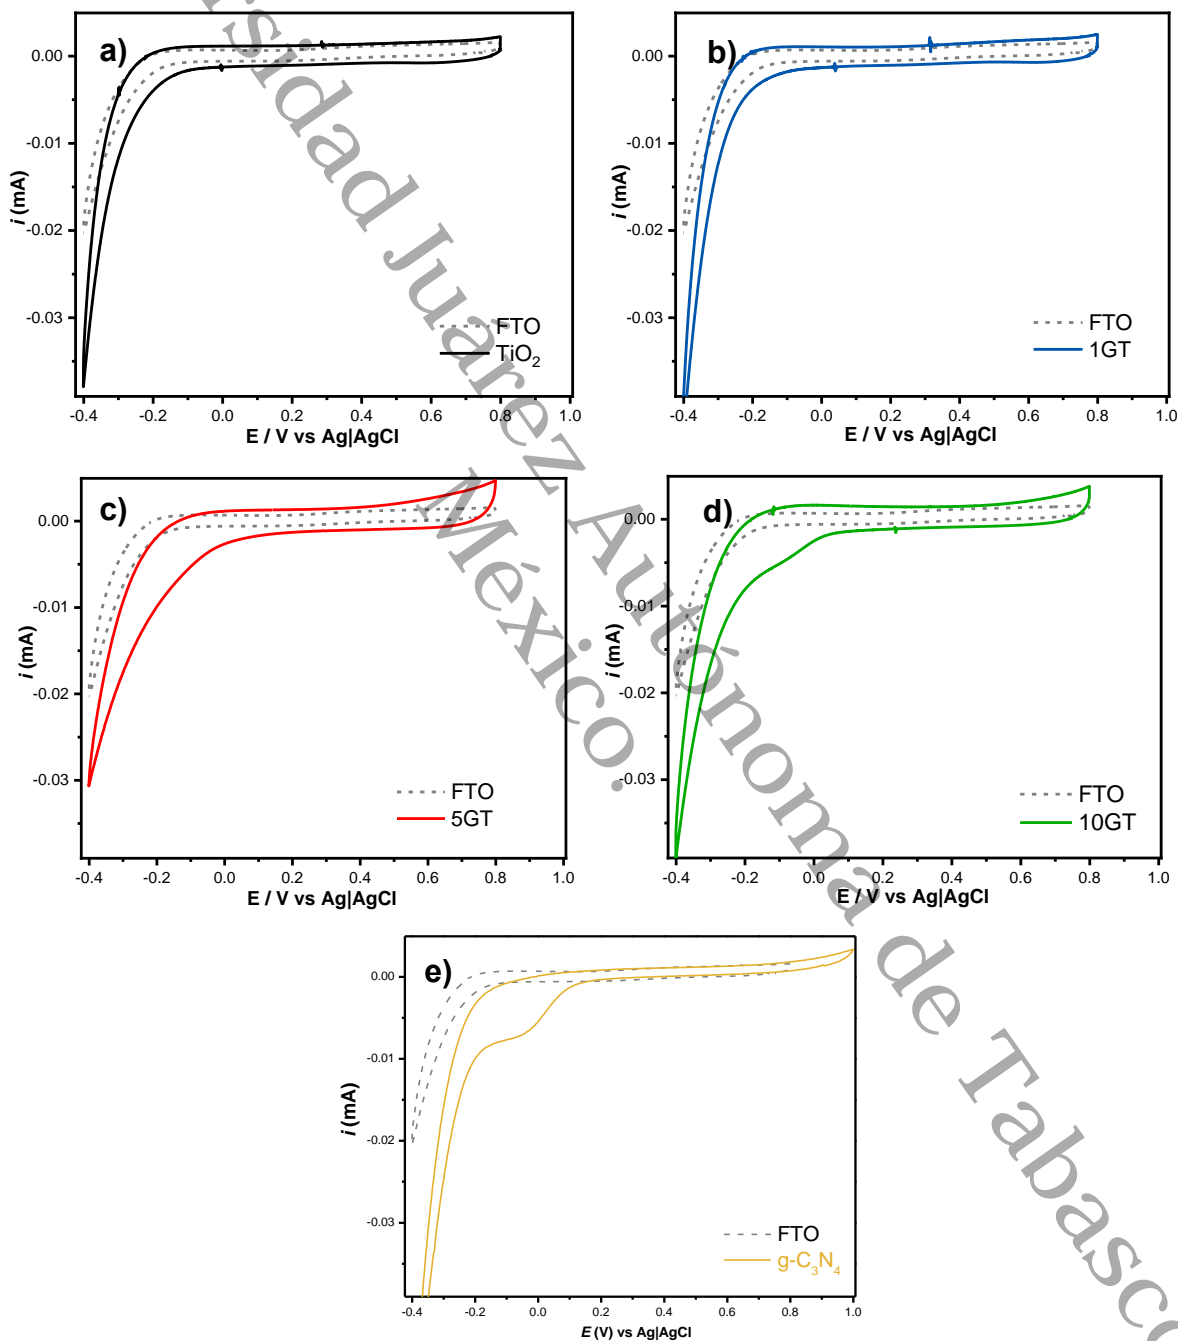 a)
0.00
-0.01
-0.02
-0.03
i (mA)
FTO
TiO2
-0.4 -0.2 0.0 0.2 0.4 0.6 0.8 1.0
E / V vs Ag|AgCl
b)
0.00
-0.01
-0.02
-0.03
i (mA)
FTO
1GT
-0.4 -0.2 0.0 0.2 0.4 0.6 0.8 1.0
E / V vs Ag|AgCl
c)
0.00
-0.01
-0.02
-0.03
i (mA)
FTO
5GT
-0.4 -0.2 0.0 0.2 0.4 0.6 0.8 1.0
E / V vs Ag|AgCl
d)
0.00
-0.01
-0.02
-0.03
i (mA)
FTO
10GT
-0.4 -0.2 0.0 0.2 0.4 0.6 0.8 1.0
E / V vs Ag|AgCl
e)
0.00
-0.01
-0.02
-0.03
i (mA)
FTO
g-C3N4
-0.4 -0.2 0.0 0.2 0.4 0.6 0.8 1.0
E (V) vs Ag|AgCl
rsidad Juárez Autónoma de Tabasco
México.